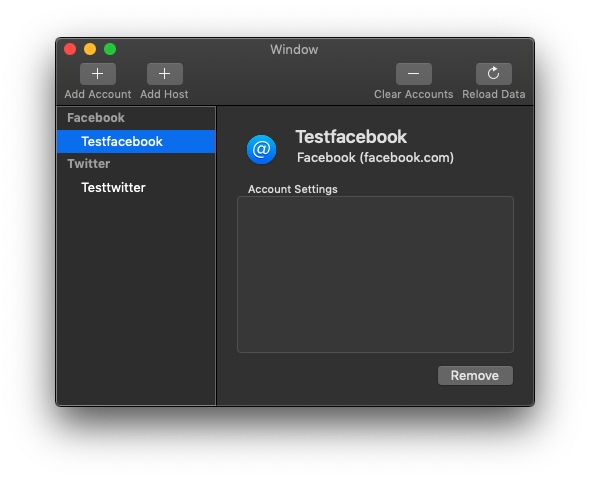 Window
Add Account Add Host Clear Accounts Reload Data
Facebook
Testfacebook
Twitter
Testtwitter
@
Testfacebook
Facebook (facebook.com)
Account Settings
Remove